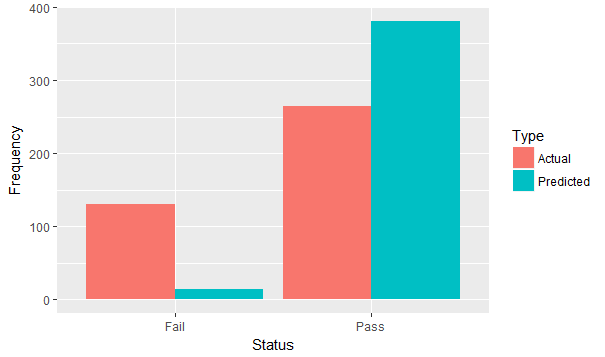 400
300
200
100
0
Frequency
Fail
Pass
Status
Type
Actual
Predicted